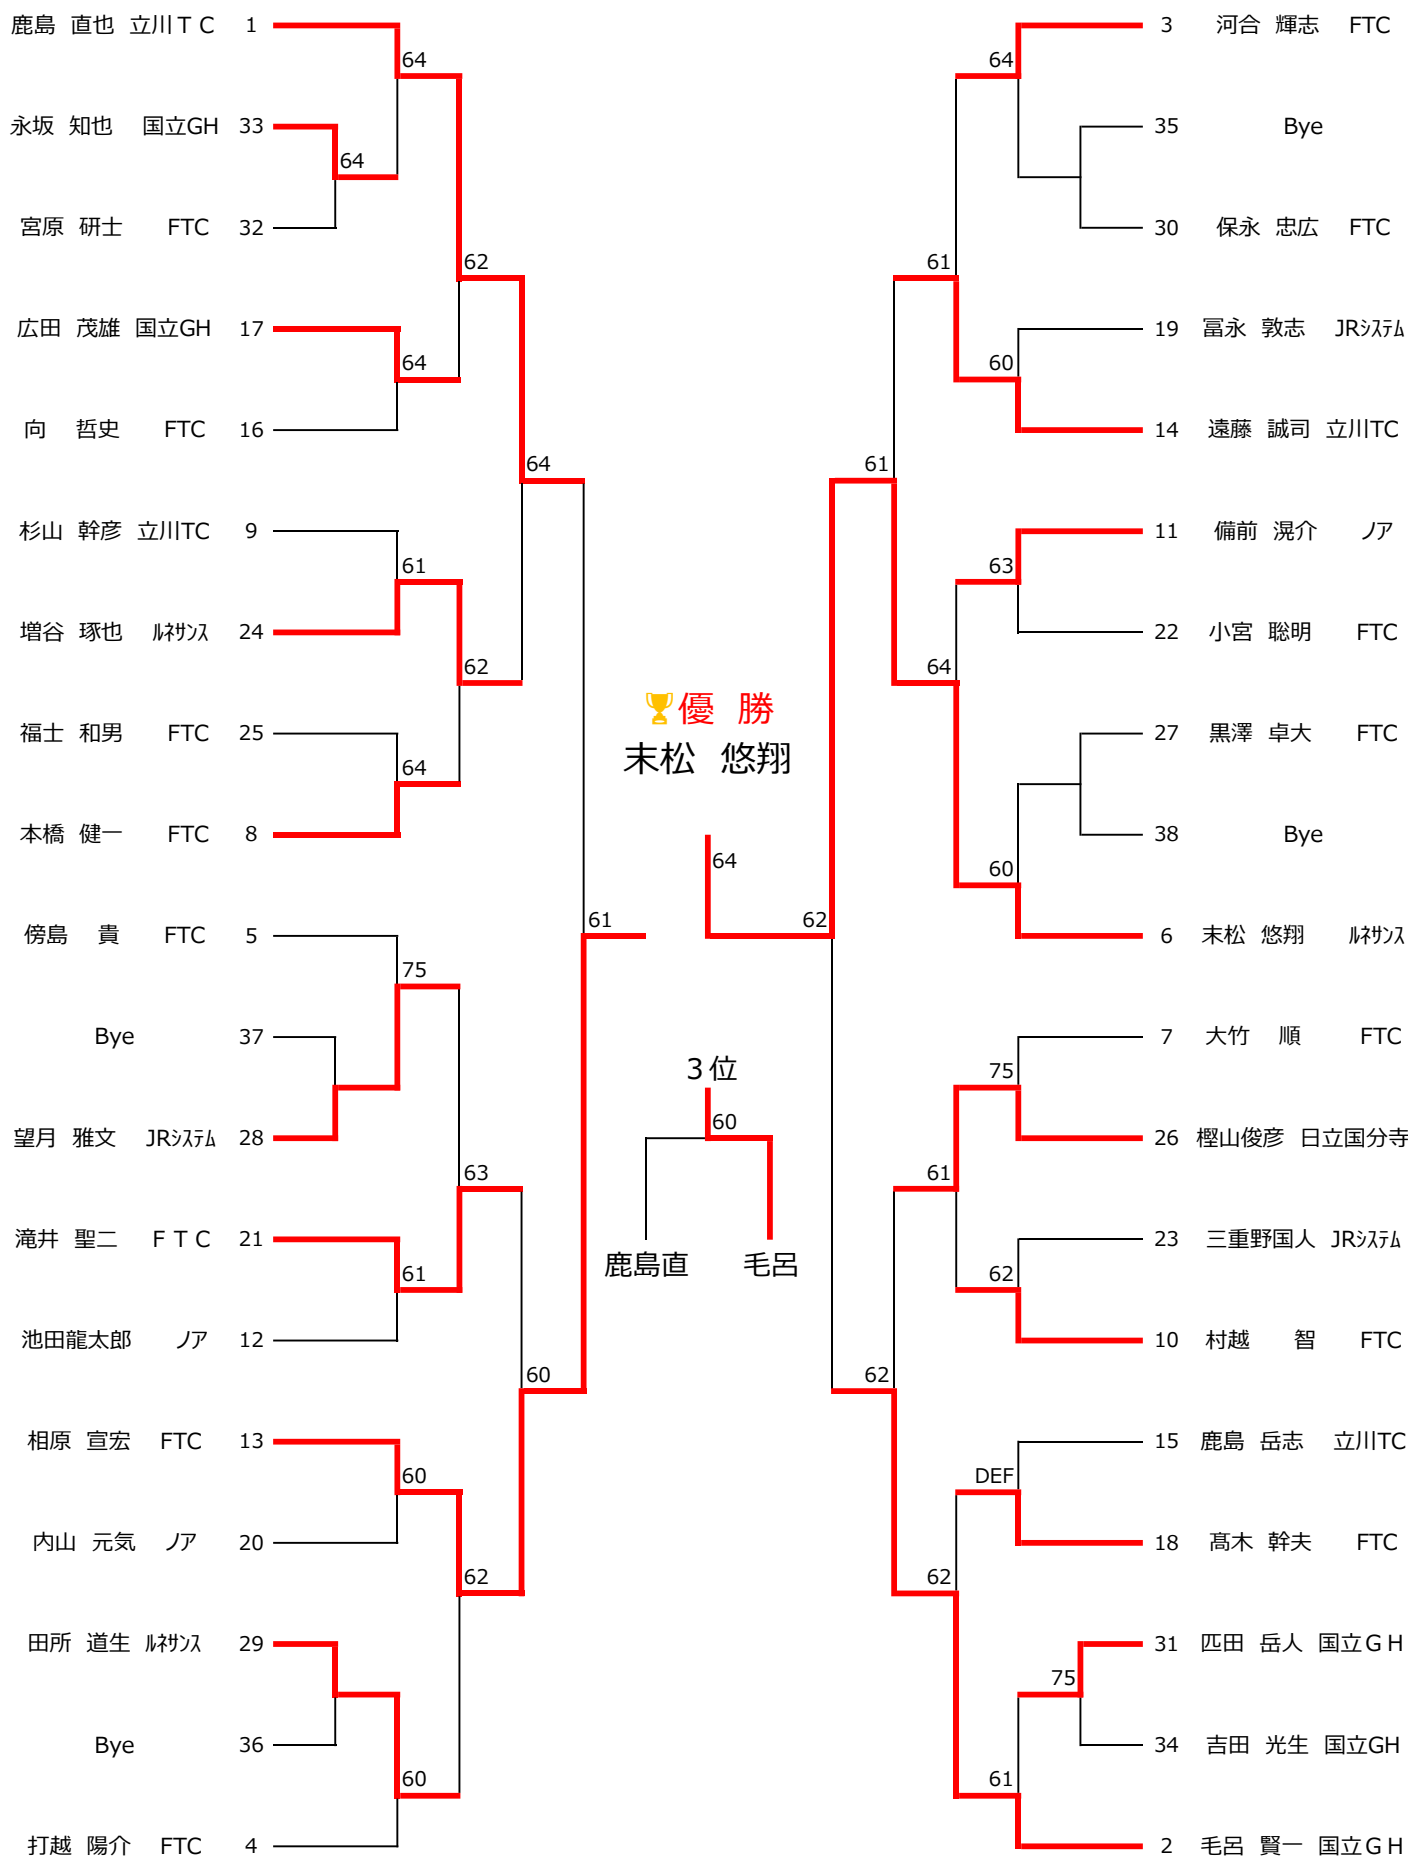 鹿島 直也 立川ＴＣ 1
64
永坂 知也 国立GH 33
64
宮原 研士 FTC 32
62
広田 茂雄 国立GH 17
64
向 哲史 FTC 16
64
杉山 幹彦 立川TC 9
61
増谷 琢也 ﾙﾈｻﾝｽ 24
62
福士 和男 FTC 25
64
本橋 健一 FTC 8
61
傍島 貴 FTC 5
75
Bye 37
望月 雅文 JRｼｽﾃﾑ 28
63
滝井 聖二 ＦＴＣ 21
61
池田龍太郎 ノア 12
60
相原 宣宏 FTC 13
60
内山 元気 ノア 20
62
田所 道生 ﾙﾈｻﾝｽ 29
Bye 36
60
打越 陽介 FTC 4
🏆優 勝
末松 悠翔
64
３位
60
鹿島直 毛呂
3 河合 輝志 FTC
64
35 Bye
30 保永 忠広 FTC
61
19 冨永 敦志 JRｼｽﾃﾑ
60
14 遠藤 誠司 立川TC
61
11 備前 滉介 ノア
63
22 小宮 聡明 FTC
64
27 黒澤 卓大 FTC
38 Bye
60
62
6 末松 悠翔 ﾙﾈｻﾝｽ
7 大竹 順 FTC
75
26 樫山俊彦 日立国分寺
61
23 三重野国人 JRｼｽﾃﾑ
62
10 村越 智 FTC
62
15 鹿島 岳志 立川TC
DEF
18 髙木 幹夫 FTC
62
31 匹田 岳人 国立ＧＨ
75
34 吉田 光生 国立GH
61
2 毛呂 賢一 国立ＧＨ